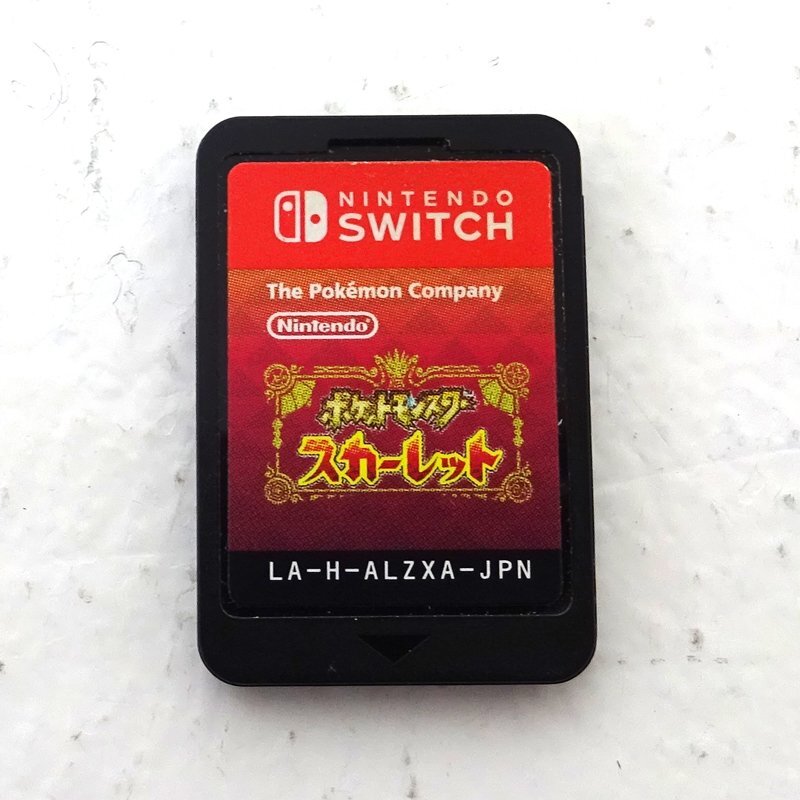 NINTENDO
SWITCH
The Pokémon Company
Nintendo
ポケットモンスター
スカーレット
LA-H-ALZXA-JPN